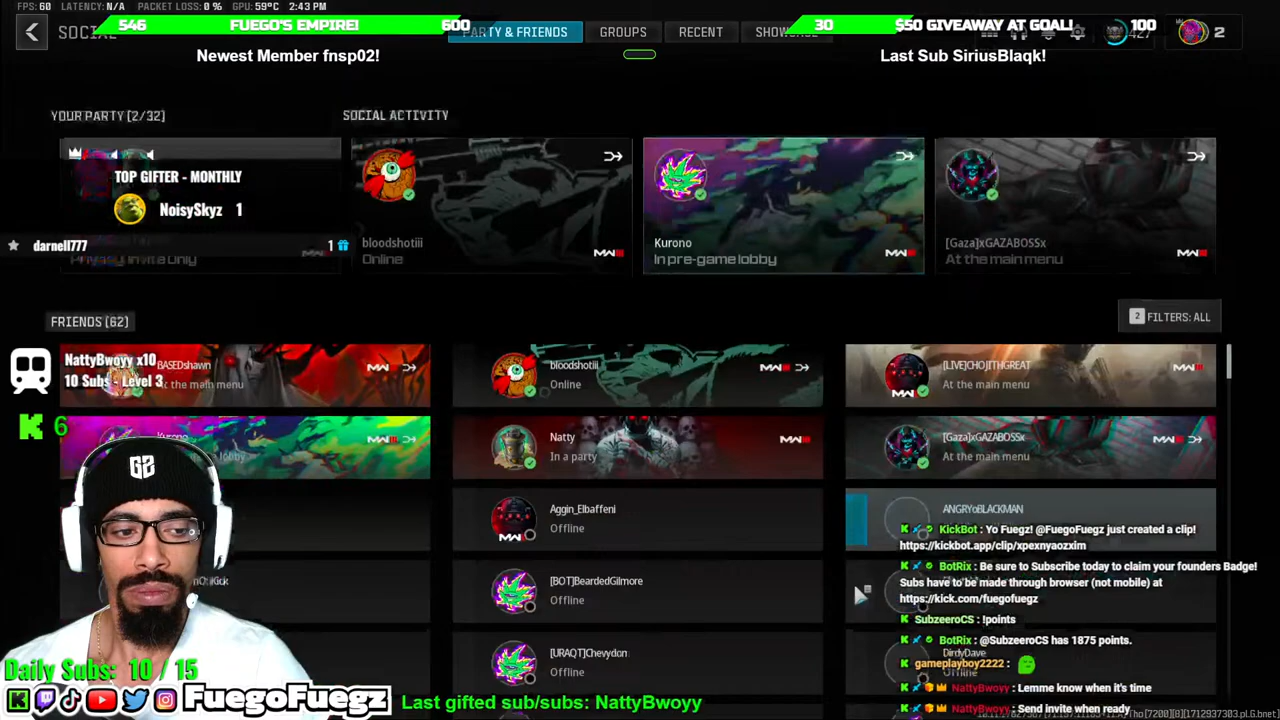 FPS: 60 LATENCY: N/A PACKET LOSS: 0 % GPU: 59°C 2:43 PM
546 FUEGO'S EMPIRE! 600
30 $50 GIVEAWAY AT GOAL! 100
PARTY & FRIENDS GROUPS RECENT
2
Newest Member fnsp02!
Last Sub SiriusBlaqk!
YOUR PARTY [2/32]
SOCIAL ACTIVITY
TOP GIFTER - MONTHLY
NoisySkyz 1
darnell777 1
bloodshotiii
Online
Kurono
In pre-game lobby
[Gaza]xGAZABOSSx
At the main menu
FRIENDS (62)
2 FILTERS: ALL
NattyBwoyy x10
10 Subs - Level 3
BASEDshawn
At the main menu
bloodshotiii
Online
At the main menu
K 6
Natty
In a party
[Gaza]xGAZABOSSx
At the main menu
Aggin_Elbaffeni
Offline
ANGRYoBLACKMAN
[BOT]BeardedGilmore
Offline
[URAQT]Chevydon
Offline
DirdyDave
KickBot : Yo Fuegz! @FuegoFuegz just created a clip!
https://kickbot.app/clip/xpexnyaozxim
BotRix : Be sure to Subscribe today to claim your founders Badge!
Subs have to be made through browser (not mobile) at
https://kick.com/fuegofuegz
SubzeeroCS : !points
BotRix : @SubzeeroCS has 1875 points.
gameplayboy2222 :
NattyBwoyy : Lemme know when it's time
NattyBwoyy : Send invite when ready
Daily Subs: 10 / 15
FuegoFuegz
Last gifted sub/subs: NattyBwoyy